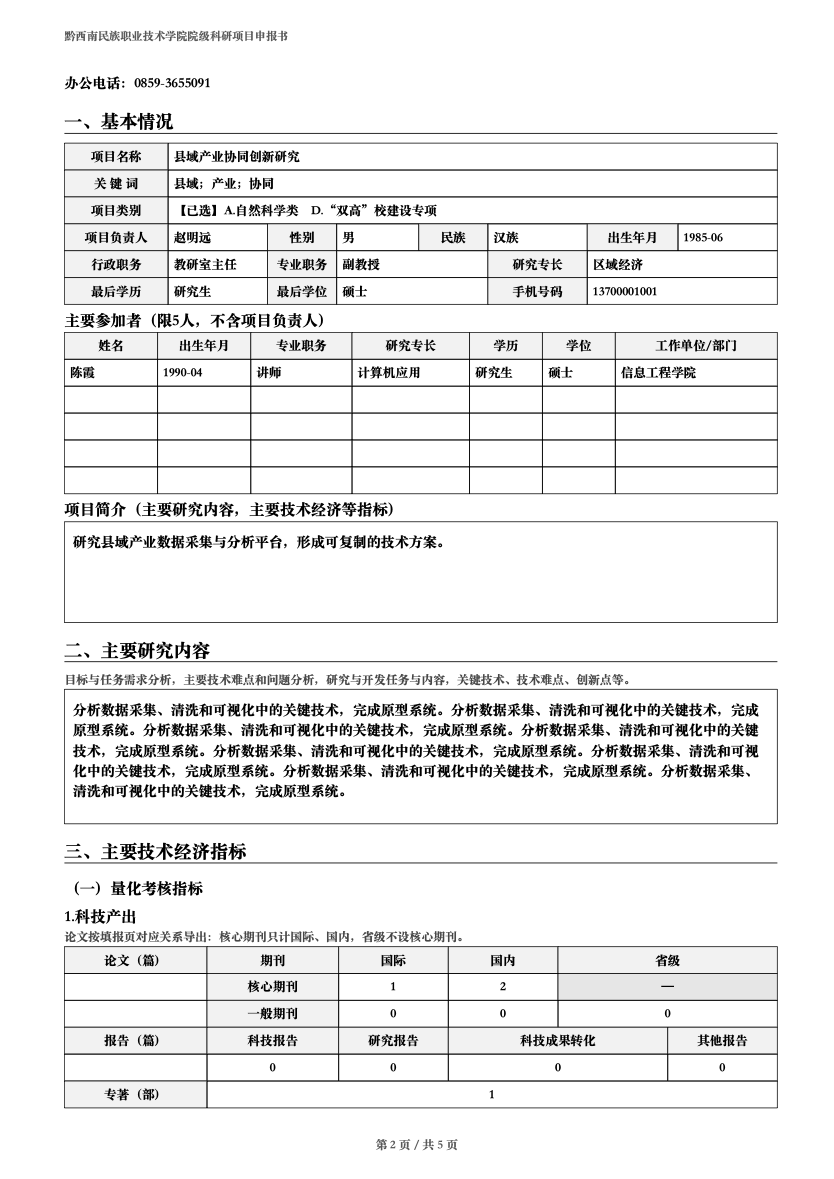 黔西南民族职业技术学院院级科研项目申报书
办公电话：0859-3655091
一、基本情况
项目名称 县域产业协同创新研究
关 键 词 县域；产业；协同
项目类别 【已选】A.自然科学类 D.“双高”校建设专项
项目负责人 赵明远 性别 男 民族 汉族 出生年月 1985-06
行政职务 教研室主任 专业职务 副教授 研究专长 区域经济
最后学历 研究生 最后学位 硕士 手机号码 13700001001
主要参加者（限5人，不含项目负责人）
姓名 出生年月 专业职务 研究专长 学历 学位 工作单位/部门
陈霞 1990-04 讲师 计算机应用 研究生 硕士 信息工程学院
项目简介（主要研究内容，主要技术经济等指标）
研究县域产业数据采集与分析平台，形成可复制的技术方案。
二、主要研究内容
目标与任务需求分析，主要技术难点和问题分析，研究与开发任务与内容，关键技术、技术难点、创新点等。
分析数据采集、清洗和可视化中的关键技术，完成原型系统。分析数据采集、清洗和可视化中的关键技术，完成
原型系统。分析数据采集、清洗和可视化中的关键技术，完成原型系统。分析数据采集、清洗和可视化中的关键
技术，完成原型系统。分析数据采集、清洗和可视化中的关键技术，完成原型系统。分析数据采集、清洗和可视
化中的关键技术，完成原型系统。分析数据采集、清洗和可视化中的关键技术，完成原型系统。分析数据采集、
清洗和可视化中的关键技术，完成原型系统。
三、主要技术经济指标
（一）量化考核指标
1.科技产出
论文按填报页对应关系导出：核心期刊只计国际、国内，省级不设核心期刊。
论文（篇） 期刊 国际 国内 省级
核心期刊 1 2 —
一般期刊 0 0 0
报告（篇） 科技报告 研究报告 科技成果转化 其他报告
0 0 0 0
专著（部） 1
第 2 页 / 共 5 页